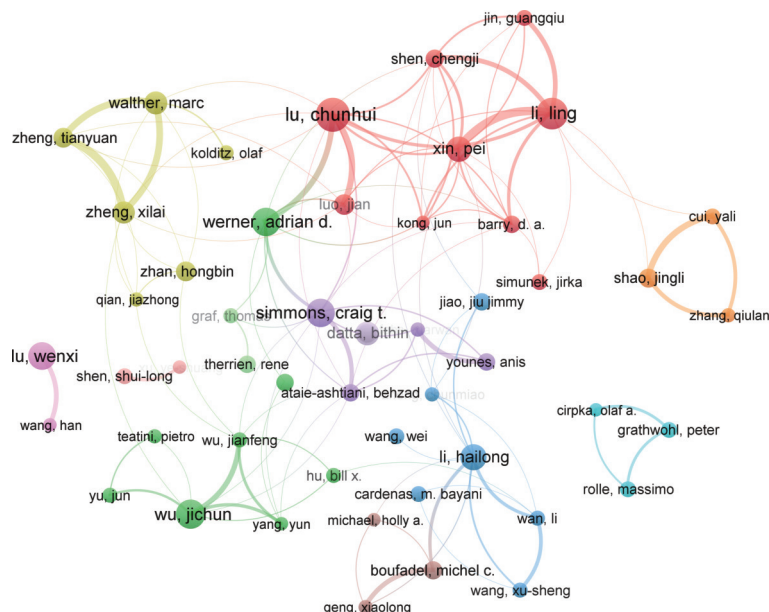 jin, guangqiu
shen, chengji
walther, marc
lu, chunhui
li, ling
zheng, tianyuan
kolditz, olaf
xin, pei
luo, jian
zheng, xilai
werner, adrian d.
kong, jun
barry, d. a.
cui, yali
zhan, hongbin
simunek, jirka
shao, jingli
qian, jiazhong
jiao, jiu jimmy
graf, thomas
simmons, craig t.
zhang, qiulan
datta, bithin
lu, wenxi
therrien, rene
younes, anis
shen, shui-long
ataie-ashtiani, behzad
cirpka, olaf a.
wang, han
grathwohl, peter
teatini, pietro
wu, jianfeng
wang, wei
li, hailong
hu, bill x.
rolle, massimo
yu, jun
cardenas, m. bayani
wu, jichun
yang, yun
michael, holly a.
wan, li
boufadel, michel c.
wang, xu-sheng
geng, xiaolong